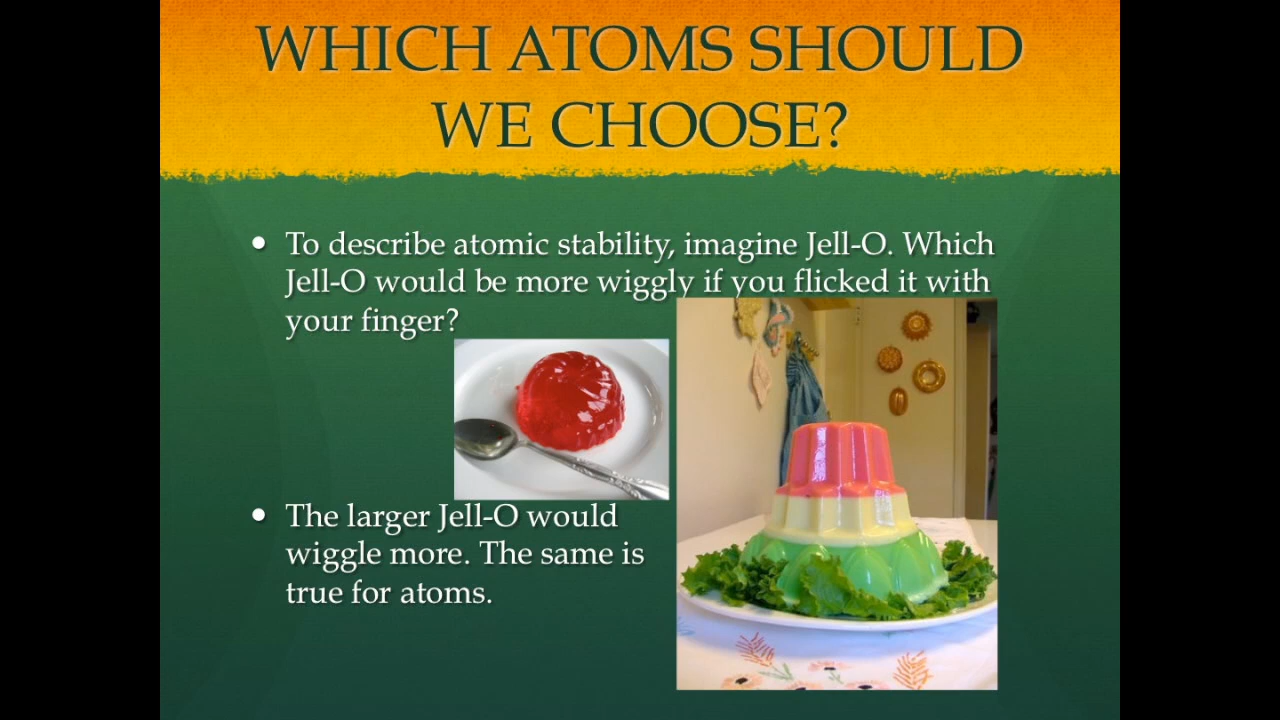 WHICH ATOMS SHOULD
WE CHOOSE?
• To describe atomic stability, imagine Jell-O. Which
Jell-O would be more wiggly if you flicked it with
your finger?
• The larger Jell-O would
wiggle more. The same is
true for atoms.